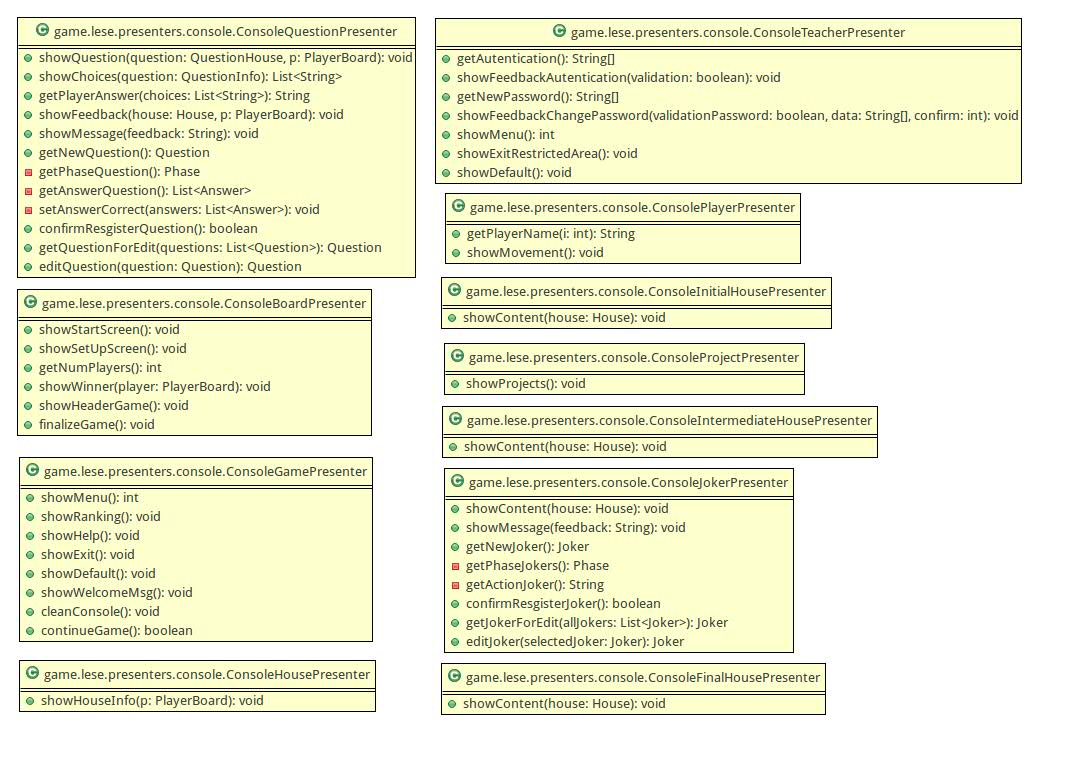 game.lese.presenters.console.ConsoleQuestionPresenter
showQuestion(question: QuestionHouse, p: PlayerBoard): void
showChoices(question: QuestionInfo): List<String>
getPlayerAnswer(choices: List<String>): String
showFeedback(house: House, p: PlayerBoard): void
showMessage(feedback: String): void
getNewQuestion(): Question
getPhaseQuestion(): Phase
getAnswerQuestion(): List<Answer>
setAnswerCorrect(answers: List<Answer>): void
confirmResgisterQuestion(): boolean
getQuestionForEdit(questions: List<Question>): Question
editQuestion(question: Question): Question
game.lese.presenters.console.ConsoleBoardPresenter
showStartScreen(): void
showSetUpScreen(): void
getNumPlayers(): int
showWinner(player: PlayerBoard): void
showHeaderGame(): void
finalizeGame(): void
game.lese.presenters.console.ConsoleGamePresenter
showMenu(): int
showRanking(): void
showHelp(): void
showExit(): void
showDefault(): void
showWelcomeMsg(): void
cleanConsole(): void
continueGame(): boolean
game.lese.presenters.console.ConsoleHousePresenter
showHouseInfo(p: PlayerBoard): void
game.lese.presenters.console.ConsoleTeacherPresenter
getAutentication(): String[]
showFeedbackAutentication(validation: boolean): void
getNewPassword(): String[]
showFeedbackChangePassword(validationPassword: boolean, data: String[], confirm: int): void
showMenu(): int
showExitRestrictedArea(): void
showDefault(): void
game.lese.presenters.console.ConsolePlayerPresenter
getPlayerName(i: int): String
showMovement(): void
game.lese.presenters.console.ConsoleInitialHousePresenter
showContent(house: House): void
game.lese.presenters.console.ConsoleProjectPresenter
showProjects(): void
game.lese.presenters.console.ConsoleIntermediateHousePresenter
showContent(house: House): void
game.lese.presenters.console.ConsoleJokerPresenter
showContent(house: House): void
showMessage(feedback: String): void
getNewJoker(): Joker
getPhaseJokers(): Phase
getActionJoker(): String
confirmResgisterJoker(): boolean
getJokerForEdit(allJokers: List<Joker>): Joker
editJoker(selectedJoker: Joker): Joker
game.lese.presenters.console.ConsoleFinalHousePresenter
showContent(house: House): void